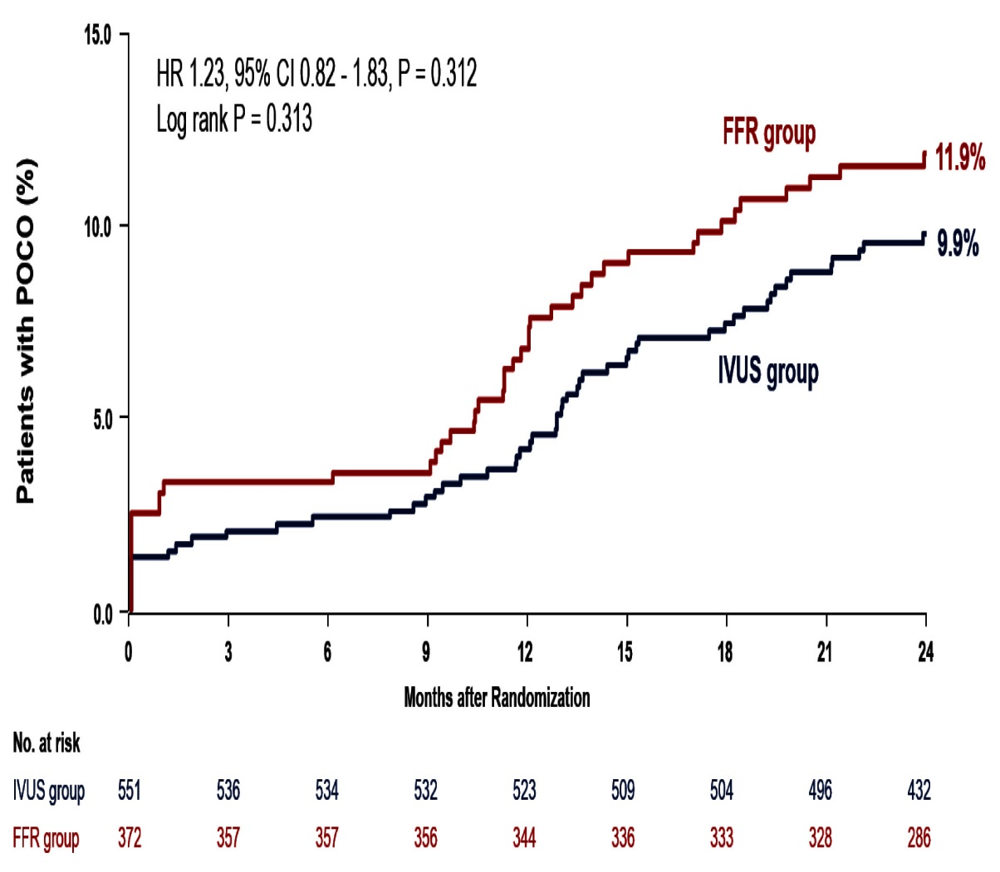 15.0
HR 1.23, 95% CI 0.82 - 1.83, P = 0.312
Log rank P = 0.313
FFR group
11.9%
Patients with POCO (%)
10.0
9.9%
IVUS group
5.0
0.0
0 3 6 9 12 15 18 21 24
Months after Randomization
No. at risk
IVUS group 551 536 534 532 523 509 504 496 432
FFR group 372 357 357 356 344 336 333 328 286